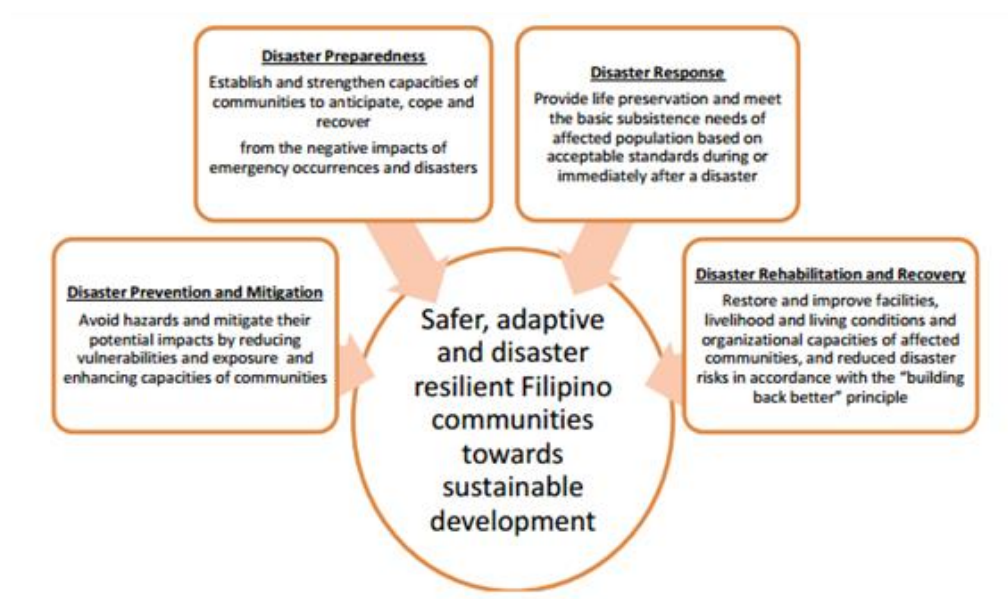 Disaster Preparedness
Establish and strengthen capacities of
communities to anticipate, cope and
recover
from the negative impacts of
emergency occurrences and disasters
Disaster Response
Provide life preservation and meet
the basic subsistence needs of
affected population based on
acceptable standards during or
immediately after a disaster
Disaster Prevention and Mitigation
Avoid hazards and mitigate their
potential impacts by reducing
vulnerabilities and exposure and
enhancing capacities of communities
Disaster Rehabilitation and Recovery
Restore and improve facilities,
livelihood and living conditions and
organizational capacities of affected
communities, and reduced disaster
risks in accordance with the “building
back better” principle
Safer, adaptive
and disaster
resilient Filipino
communities
towards
sustainable
development